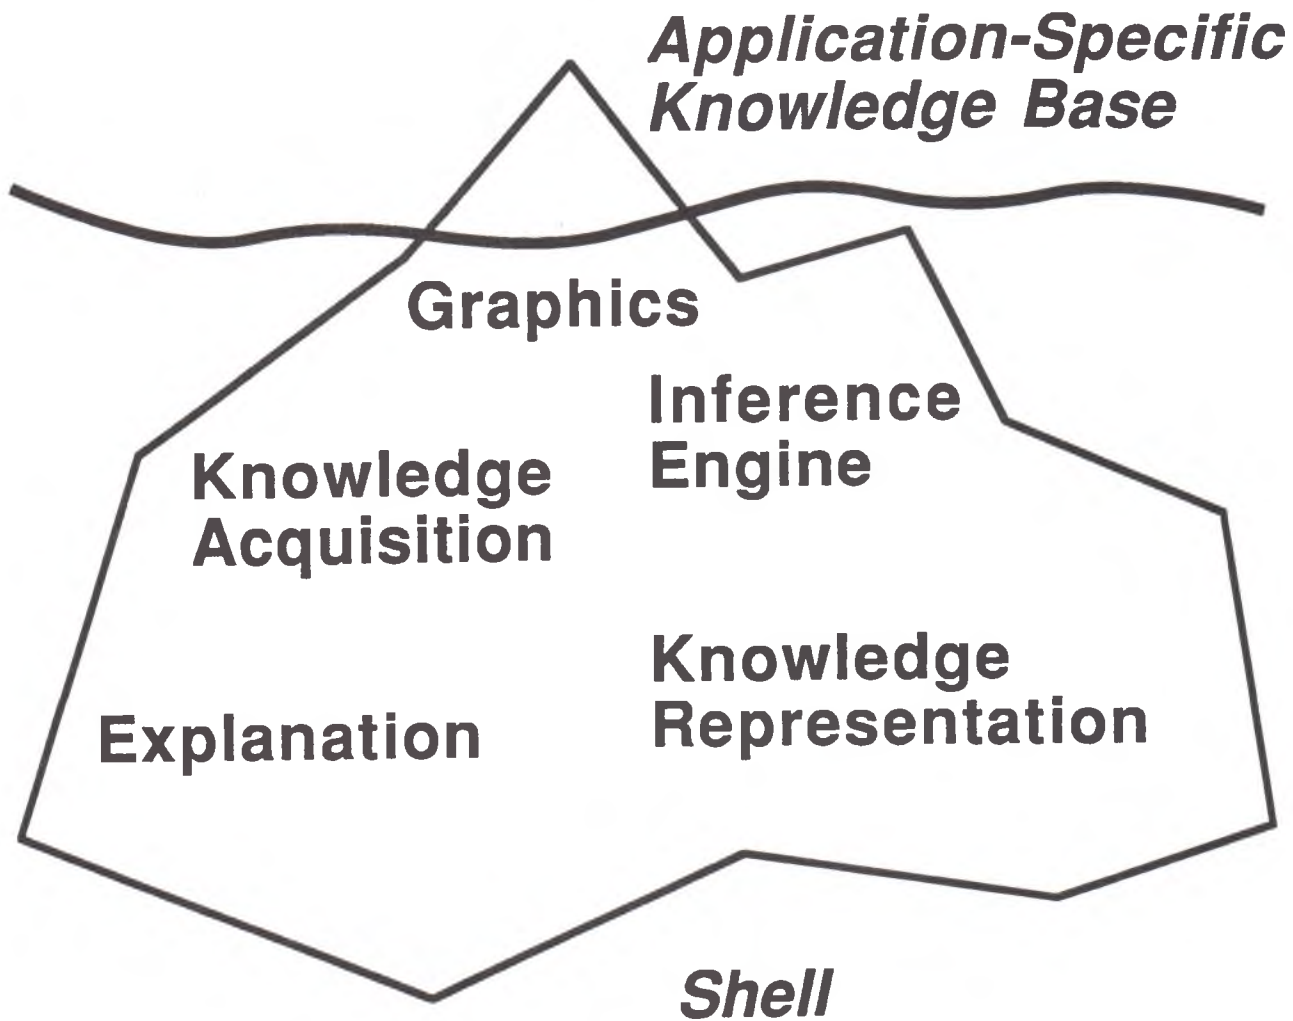 Application-Specific
Knowledge Base
Graphics
Inference
Engine
Knowledge
Acquisition
Knowledge
Representation
Explanation
Shell